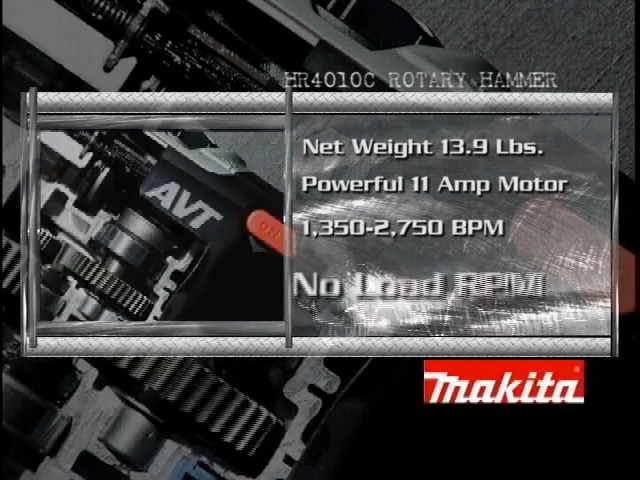 HR4010C ROTARY HAMMER
Net Weight 13.9 Lbs.
Powerful 11 Amp Motor
AVT
ON
1,350-2,750 BPM
No Load RPM
makita®